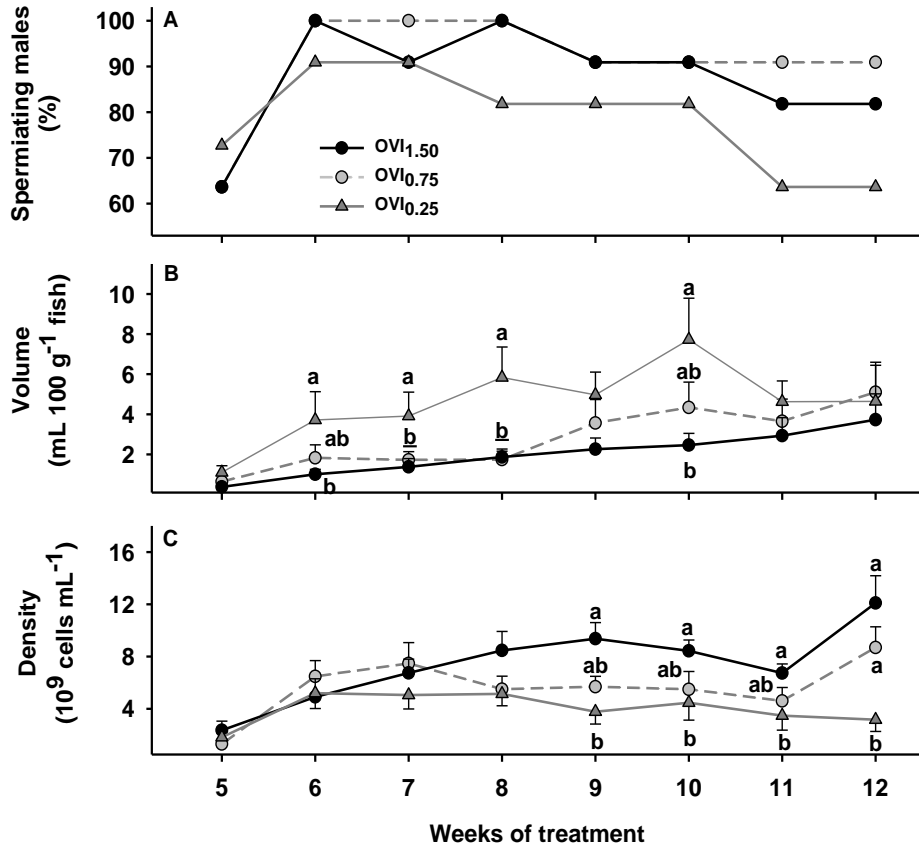 A
Spermiating males
(%)
100
90
80
70
60
OVI1.50
OVI0.75
OVI0.25
B
Volume
(mL 100 g-1 fish)
10
8
6
4
2
a
a
a
a
ab
b
b
ab
b
b
C
Density
(10^9 cells mL-1)
16
12
8
4
a
a
a
a
ab
ab
ab
a
b
b
b
b
5 6 7 8 9 10 11 12
Weeks of treatment